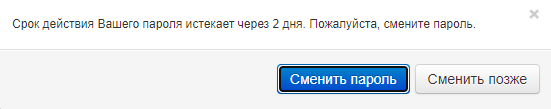 Срок действия Вашего пароля истекает через 2 дня. Пожалуйста, смените пароль.
Сменить пароль Сменить позже